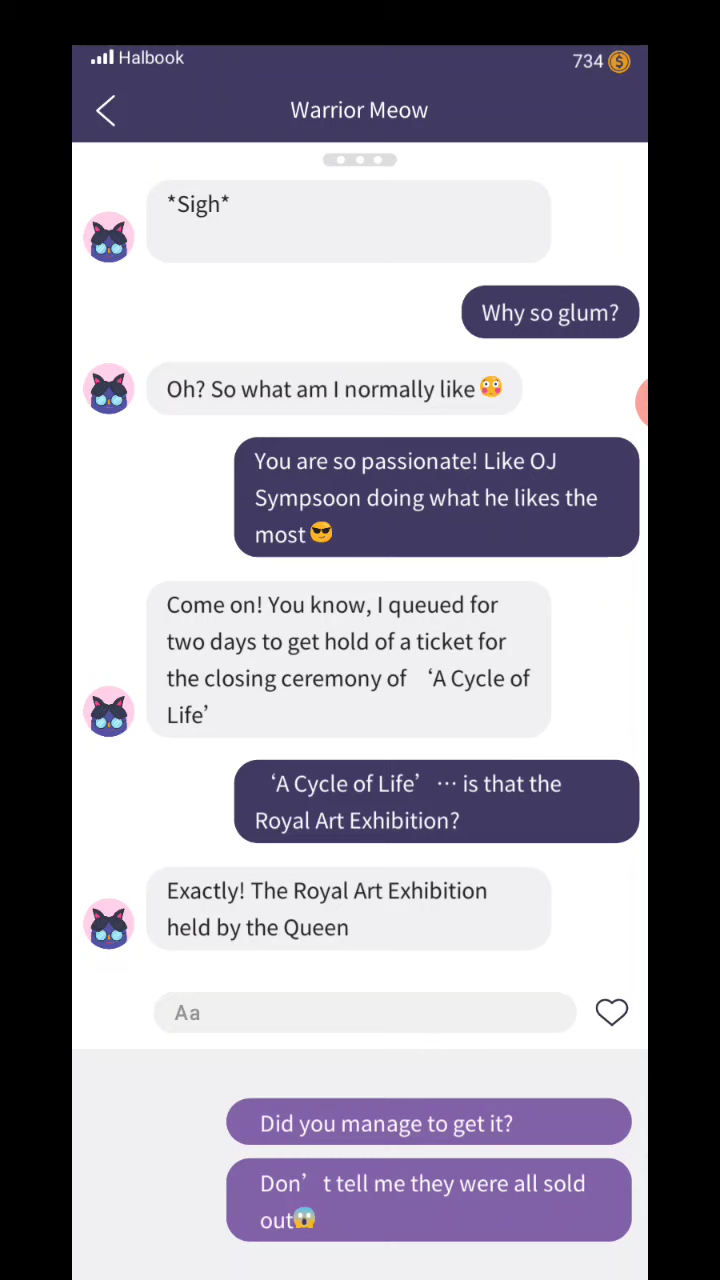 Halbook 734
Warrior Meow
*Sigh*
Why so glum?
Oh? So what am I normally like 😳
You are so passionate! Like OJ
Sympsoon doing what he likes the
most 😎
Come on! You know, I queued for
two days to get hold of a ticket for
the closing ceremony of ‘A Cycle of
Life’
‘A Cycle of Life’ … is that the
Royal Art Exhibition?
Exactly! The Royal Art Exhibition
held by the Queen
Aa
Did you manage to get it?
Don’t tell me they were all sold
out😱